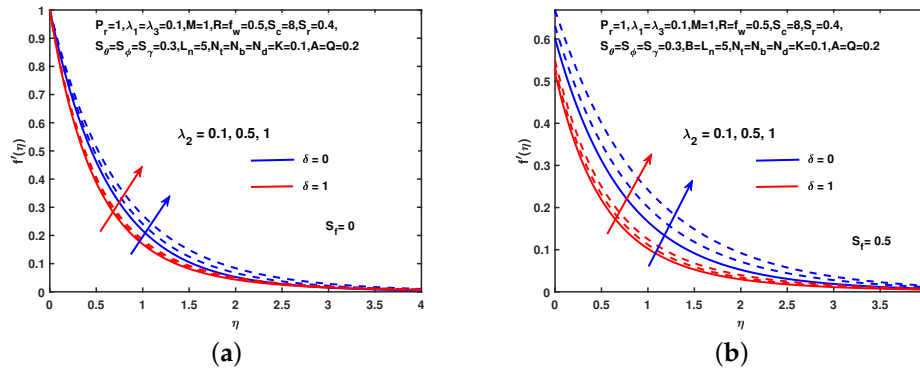 P_r=1,λ_1=λ_3=0.1,M=1,R=f_w=0.5,S_c=8,S_r=0.4,
S_θ=S_ϕ=S_γ=0.3,L_n=5,N_t=N_b=N_d=K=0.1,A=Q=0.2
λ_2 = 0.1, 0.5, 1
δ = 0
δ = 1
S_f= 0
f'(η)
1
0.9
0.8
0.7
0.6
0.5
0.4
0.3
0.2
0.1
0
0 0.5 1 1.5 2 2.5 3 3.5 4
η
(a)
P_r=1,λ_1=λ_3=0.1,M=1,R=f_w=0.5,S_c=8,S_r=0.4,
S_θ=S_ϕ=S_γ=0.3,B=L_n=5,N_t=N_b=N_d=K=0.1,A=Q=0.2
λ_2 = 0.1, 0.5, 1
δ = 0
δ = 1
S_f= 0.5
f'(η)
0.6
0.5
0.4
0.3
0.2
0.1
0
0 0.5 1 1.5 2 2.5 3 3.5
η
(b)